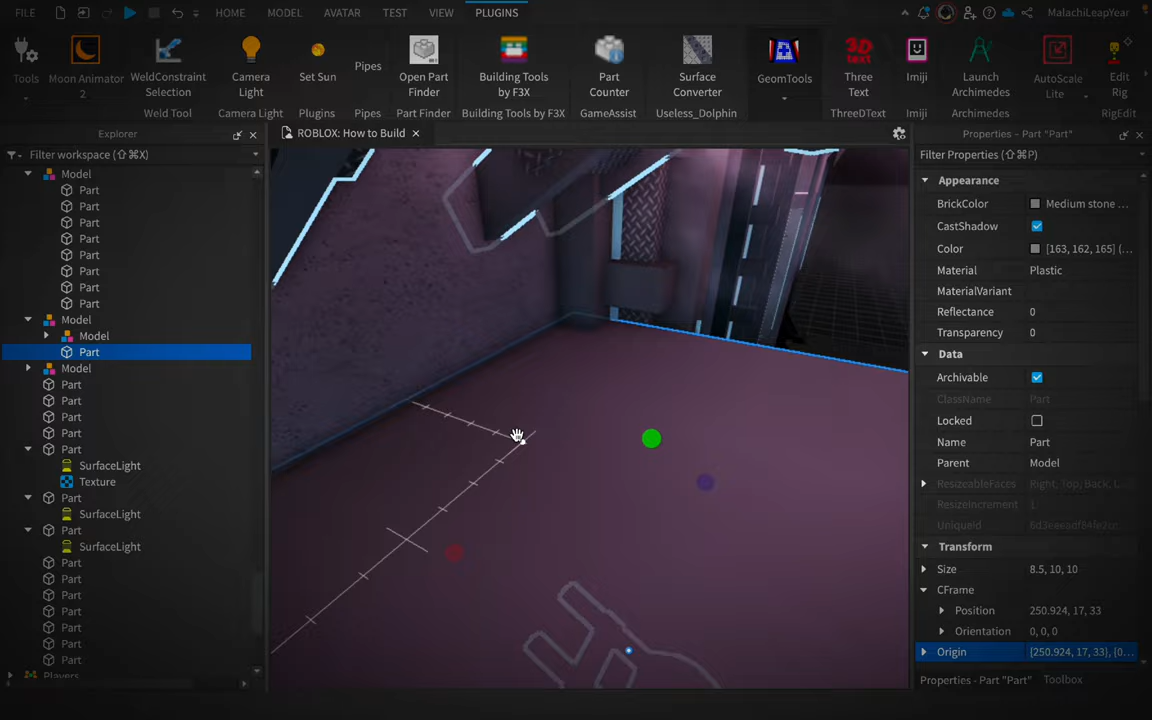 FILE HOME MODEL AVATAR TEST VIEW PLUGINS MalachiLeapYear
Tools
Moon Animator 2
WeldConstraint Selection
Camera Light
Set Sun
Pipes
Open Part Finder
Building Tools by F3X
Part Counter
Surface Converter
GeomTools
3D text
Three Text
Imiji
Launch Archimedes
AutoScale Lite
Edit Rig
Weld Tool Camera Light Plugins Pipes Part Finder Building Tools by F3X GameAssist Useless_Dolphin ThreeDText Imiji Archimedes RigEdit
Explorer
Filter workspace (⇧⌘X)
Model
Part
Part
Part
Part
Part
Part
Part
Part
Model
Model
Part
Model
Part
Part
Part
Part
Part
SurfaceLight
Texture
Part
SurfaceLight
Part
SurfaceLight
Part
Part
Part
Part
Part
Part
Part
Players
ROBLOX: How to Build
Properties - Part "Part"
Filter Properties (⇧⌘P)
Appearance
BrickColor Medium stone ...
CastShadow
Color [163, 162, 165] (...
Material Plastic
MaterialVariant
Reflectance 0
Transparency 0
Data
Archivable
ClassName Part
Locked
Name Part
Parent Model
ResizeableFaces Right, Top, Back, L...
ResizeIncrement 1
UniqueId
Transform
Size 8.5, 10, 10
CFrame
Position 250.924, 17, 33
Orientation 0, 0, 0
Origin [250.924, 17, 33], [0...
Properties - Part "Part" Toolbox